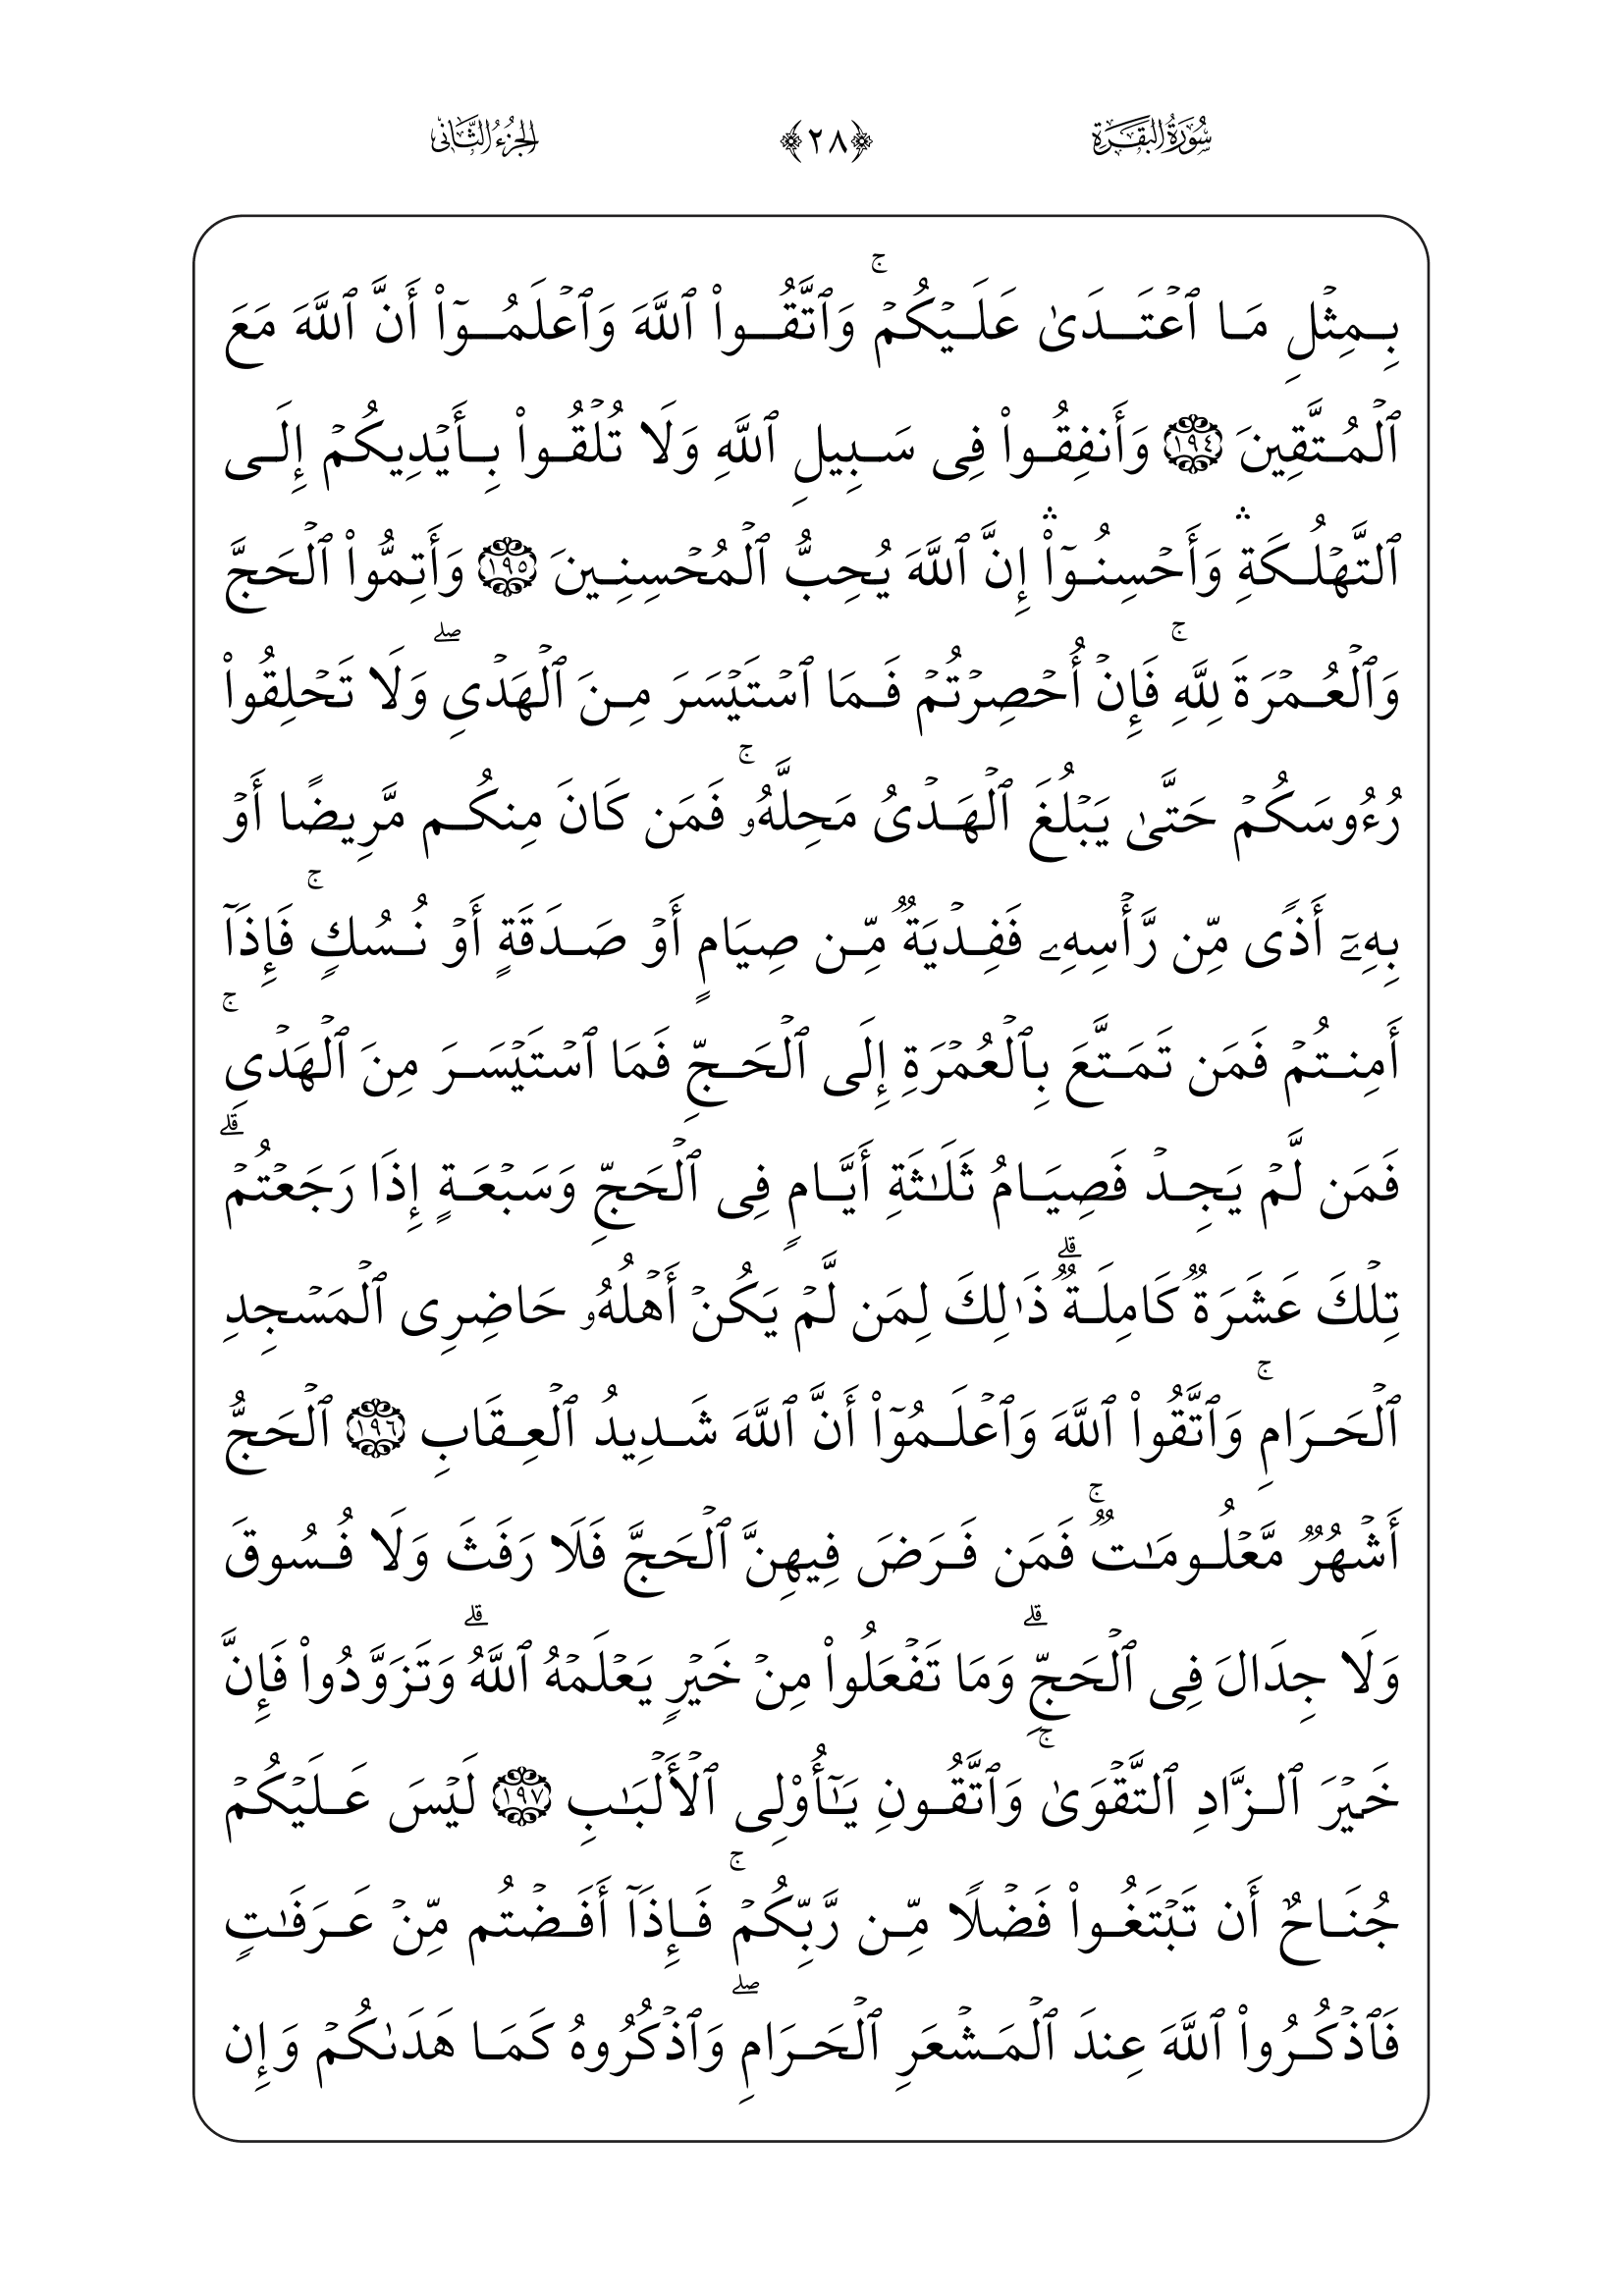 سُورَةُ البَقَرَةِ ﴿٢٨﴾ الجُزءُ الثَّانِى
بِمِثۡلِ مَا ٱعۡتَدَىٰ عَلَيۡكُمۡۚ وَٱتَّقُواْ ٱللَّهَ وَٱعۡلَمُوٓاْ أَنَّ ٱللَّهَ مَعَ
ٱلۡمُتَّقِينَ ١٩٤ وَأَنفِقُواْ فِى سَبِيلِ ٱللَّهِ وَلَا تُلۡقُواْ بِأَيۡدِيكُمۡ إِلَى
ٱلتَّهۡلُكَةِۛ وَأَحۡسِنُوٓاْۛ إِنَّ ٱللَّهَ يُحِبُّ ٱلۡمُحۡسِنِينَ ١٩٥ وَأَتِمُّواْ ٱلۡحَجَّ
وَٱلۡعُمۡرَةَ لِلَّهِۚ فَإِنۡ أُحۡصِرۡتُمۡ فَمَا ٱسۡتَيۡسَرَ مِنَ ٱلۡهَدۡىِۖ وَلَا تَحۡلِقُواْ
رُءُوسَكُمۡ حَتَّىٰ يَبۡلُغَ ٱلۡهَدۡىُ مَحِلَّهُۥۚ فَمَن كَانَ مِنكُم مَّرِيضًا أَوۡ
بِهِۦٓ أَذًى مِّن رَّأۡسِهِۦ فَفِدۡيَةٌ مِّن صِيَامٍ أَوۡ صَدَقَةٍ أَوۡ نُسُكٍۚ فَإِذَآ
أَمِنتُمۡ فَمَن تَمَتَّعَ بِٱلۡعُمۡرَةِ إِلَى ٱلۡحَجِّ فَمَا ٱسۡتَيۡسَرَ مِنَ ٱلۡهَدۡىِۚ
فَمَن لَّمۡ يَجِدۡ فَصِيَامُ ثَلَٰثَةِ أَيَّامٍ فِى ٱلۡحَجِّ وَسَبۡعَةٍ إِذَا رَجَعۡتُمۡۗ
تِلۡكَ عَشَرَةٌ كَامِلَةٌۗ ذَٰلِكَ لِمَن لَّمۡ يَكُنۡ أَهۡلُهُۥ حَاضِرِى ٱلۡمَسۡجِدِ
ٱلۡحَرَامِۚ وَٱتَّقُواْ ٱللَّهَ وَٱعۡلَمُوٓاْ أَنَّ ٱللَّهَ شَدِيدُ ٱلۡعِقَابِ ١٩٦ ٱلۡحَجُّ
أَشۡهُرٌ مَّعۡلُومَٰتٌۚ فَمَن فَرَضَ فِيهِنَّ ٱلۡحَجَّ فَلَا رَفَثَ وَلَا فُسُوقَ
وَلَا جِدَالَ فِى ٱلۡحَجِّۗ وَمَا تَفۡعَلُواْ مِنۡ خَيۡرٍ يَعۡلَمۡهُ ٱللَّهُۗ وَتَزَوَّدُواْ فَإِنَّ
خَيۡرَ ٱلزَّادِ ٱلتَّقۡوَىٰۚ وَٱتَّقُونِ يَٰٓأُوْلِى ٱلۡأَلۡبَٰبِ ١٩٧ لَيۡسَ عَلَيۡكُمۡ
جُنَاحٌ أَن تَبۡتَغُواْ فَضۡلًا مِّن رَّبِّكُمۡۚ فَإِذَآ أَفَضۡتُم مِّنۡ عَرَفَٰتٍ
فَٱذۡكُرُواْ ٱللَّهَ عِندَ ٱلۡمَشۡعَرِ ٱلۡحَرَامِۖ وَٱذۡكُرُوهُ كَمَا هَدَىٰكُمۡ وَإِن